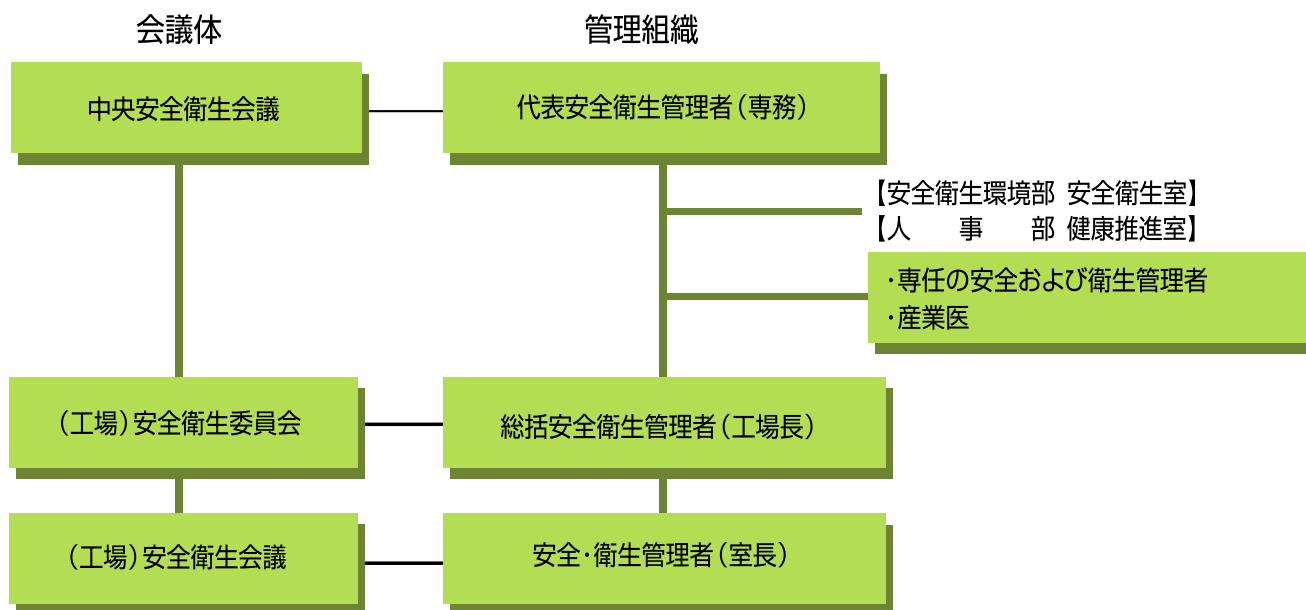 会議体
管理組織
中央安全衛生会議
代表安全衛生管理者（専務）
【安全衛生環境部 安全衛生室】
【人　事　部 健康推進室】
・専任の安全および衛生管理者
・産業医
（工場）安全衛生委員会
総括安全衛生管理者（工場長）
（工場）安全衛生会議
安全・衛生管理者（室長）